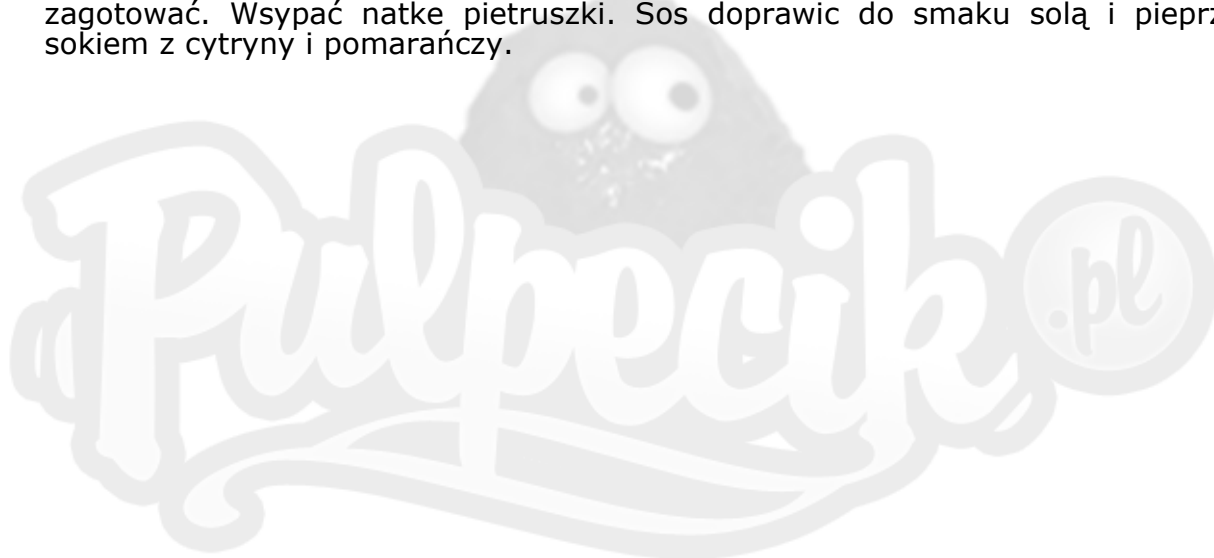 zagotować. Wsypać natke pietruszki. Sos doprawic do smaku solą i pieprz
sokiem z cytryny i pomarańczy.
Pulpecik .pl